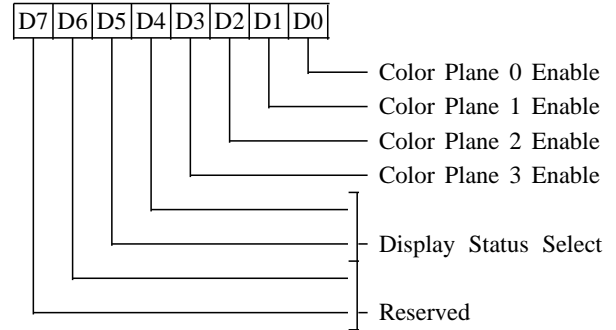 D7 D6 D5 D4 D3 D2 D1 D0
Color Plane 0 Enable
Color Plane 1 Enable
Color Plane 2 Enable
Color Plane 3 Enable
Display Status Select
Reserved